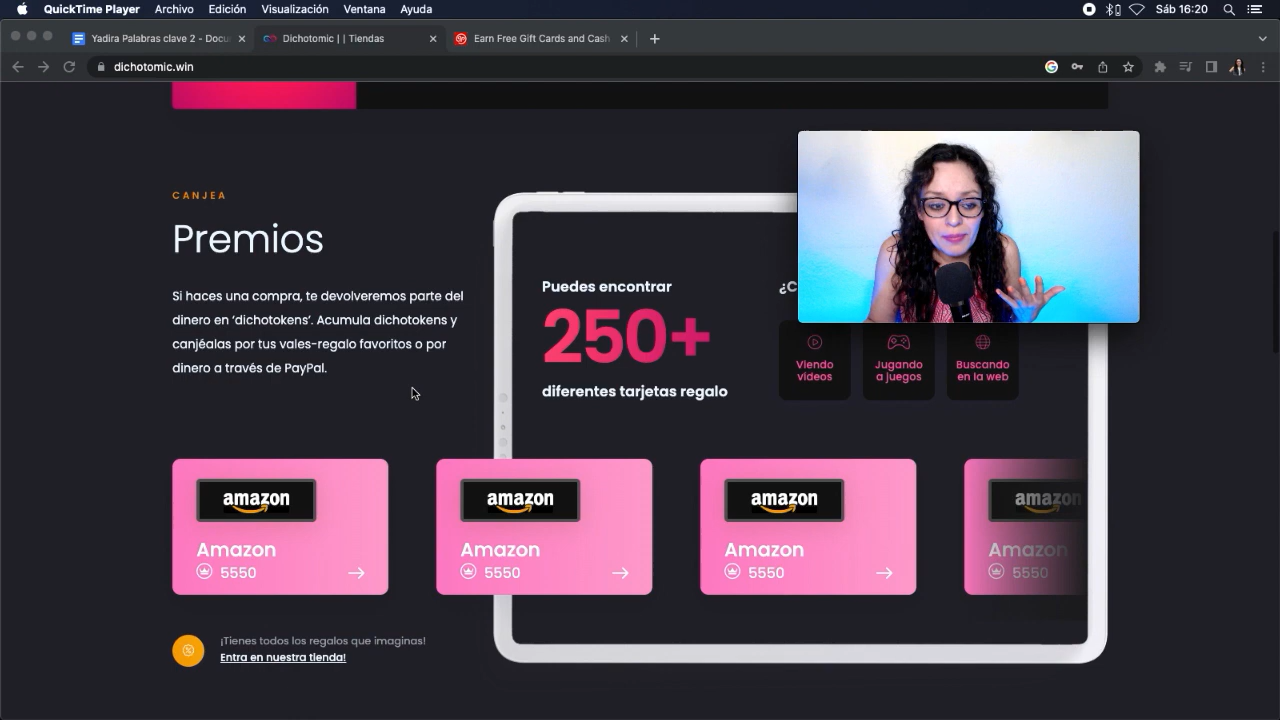 QuickTime Player Archivo Edición Visualización Ventana Ayuda Sáb 16:20
Yadira Palabras clave 2 - Docu Dichotomic | | Tiendas Earn Free Gift Cards and Cash
dichotomic.win
CANJEA
Premios
Si haces una compra, te devolveremos parte del
dinero en ‘dichotokens’. Acumula dichotokens y
canjéalas por tus vales-regalo favoritos o por
dinero a través de PayPal.
Puedes encontrar
250+
diferentes tarjetas regalo
Viendo
vídeos
Jugando
a juegos
Buscando
en la web
amazon
Amazon
5550
amazon
Amazon
5550
amazon
Amazon
5550
amazon
Amazon
5550
¡Tienes todos los regalos que imaginas!
Entra en nuestra tienda!